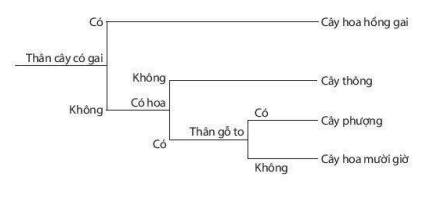 Có
Cây hoa hồng gai
Thân cây có gai
Không
Cây thông
Không
Có hoa
Có
Cây phượng
Thân gỗ to
Có
Không
Cây hoa mười giờ